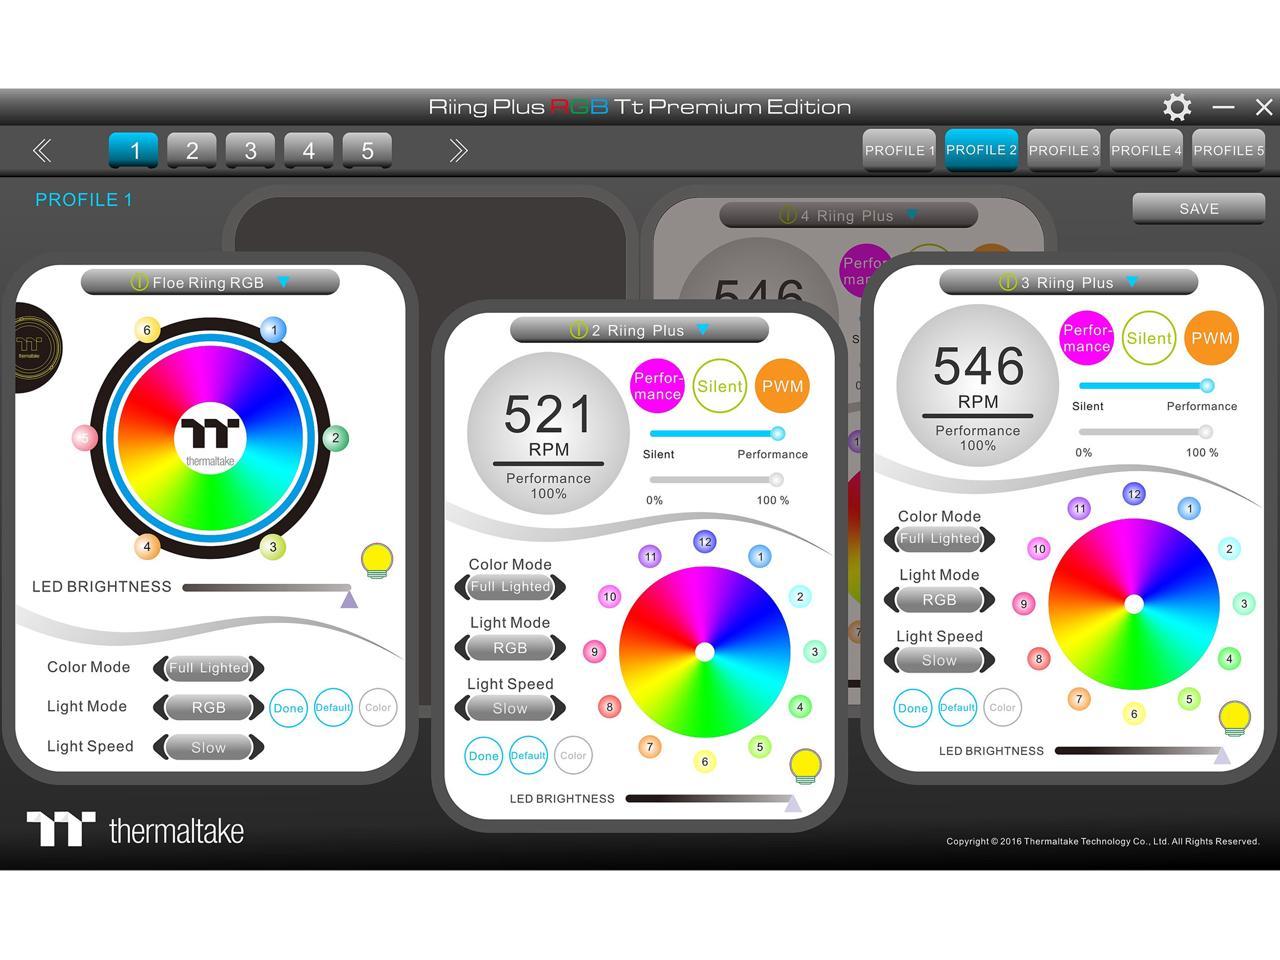 Riing Plus RGB Tt Premium Edition
1 2 3 4 5
PROFILE 1 PROFILE 2 PROFILE 3 PROFILE 4 PROFILE 5
PROFILE 1
SAVE
Floe Riing RGB
thermaltake
6 1
5 2
4 3
thermaltake
LED BRIGHTNESS
Color Mode Full Lighted
Light Mode RGB
Done Default Color
Light Speed Slow
2 Riing Plus
521
RPM
Performance
100%
Perfor-
mance
Silent
PWM
Silent Performance
0% 100 %
Color Mode
Full Lighted
Light Mode
RGB
Light Speed
Slow
12
11 1
10 2
9 3
8 4
7 5
6
Done Default Color
LED BRIGHTNESS
4 Riing Plus
546
Perfo
mar
S
0
1
7
3 Riing Plus
546
RPM
Performance
100%
Perfor-
mance
Silent
PWM
Silent Performance
0% 100 %
Color Mode
Full Lighted
Light Mode
RGB
Light Speed
Slow
12
11 1
10 2
9 3
8 4
7 5
6
Done Default Color
LED BRIGHTNESS
thermaltake
Copyright © 2016 Thermaltake Technology Co., Ltd. All Rights Reserved.